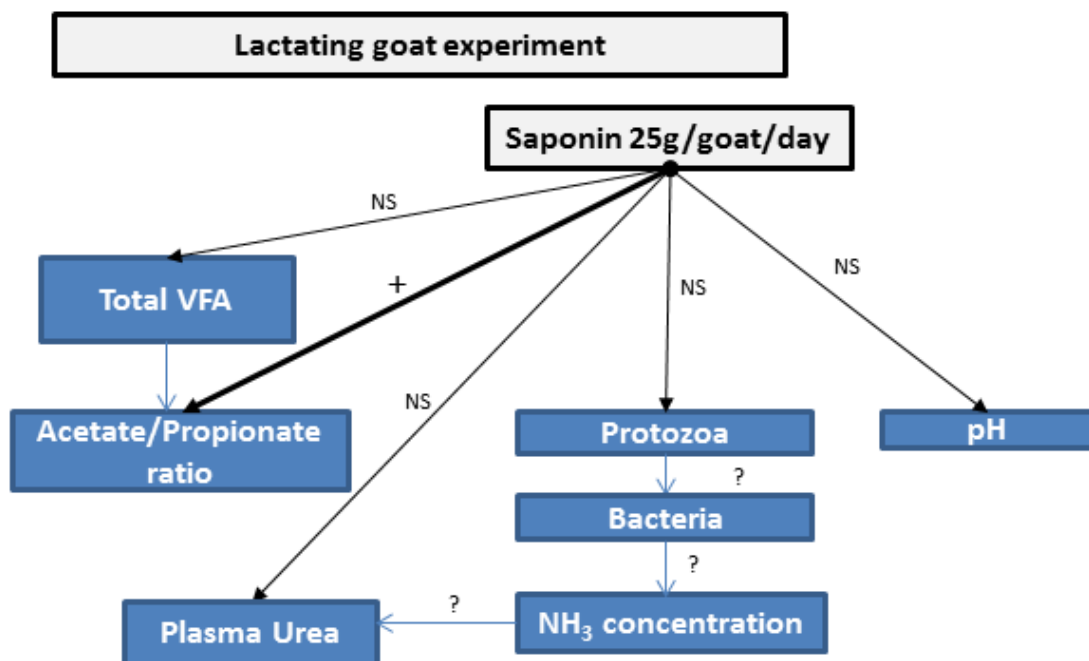 Lactating goat experiment
Saponin 25g/goat/day
NS
Total VFA
+
NS
NS
Acetate/Propionate
ratio
NS
Protozoa
pH
?
Bacteria
?
?
Plasma Urea
NH₃ concentration